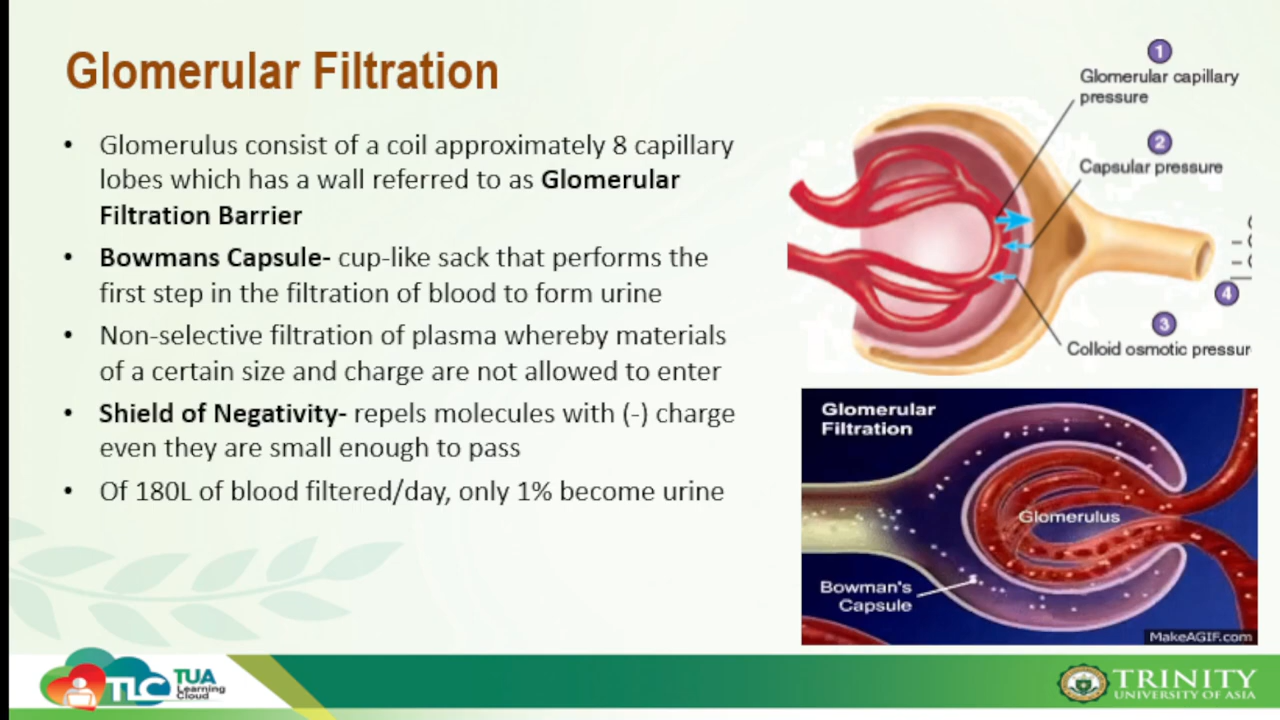 Glomerular Filtration
• Glomerulus consist of a coil approximately 8 capillary
lobes which has a wall referred to as Glomerular
Filtration Barrier
• Bowmans Capsule- cup-like sack that performs the
first step in the filtration of blood to form urine
• Non-selective filtration of plasma whereby materials
of a certain size and charge are not allowed to enter
• Shield of Negativity- repels molecules with (-) charge
even they are small enough to pass
• Of 180L of blood filtered/day, only 1% become urine
1
Glomerular capillary
pressure
2
Capsular pressure
4
3
Colloid osmotic pressur
Glomerular
Filtration
Glomerulus
Bowman's
Capsule
MakeAGIF.com
TLC TUA
Learning
Cloud
TRINITY
UNIVERSITY OF ASIA